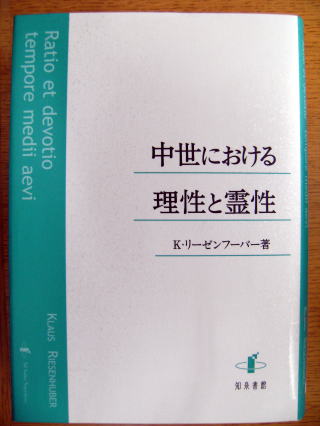 Ratio et devotio
tempore medii aevi
KLAUS RIESENHUBER
中世における
理性と霊性
K・リーゼンフーバー著
知泉書館